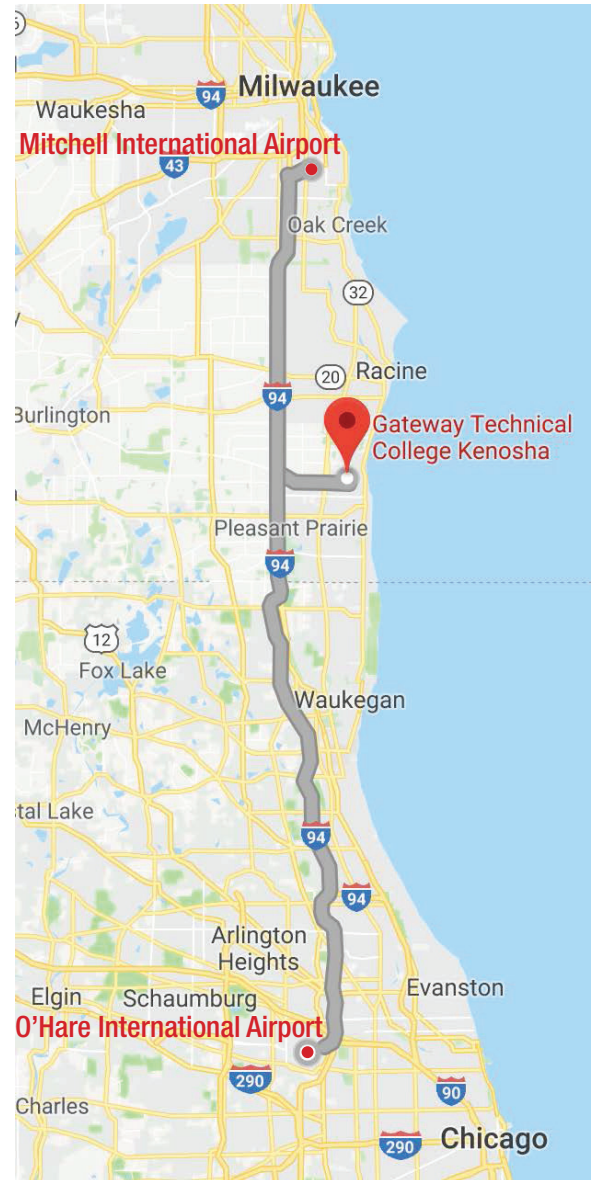 94
Milwaukee
Waukesha
Mitchell International Airport
43
Oak Creek
32
20
Racine
94
Burlington
Gateway Technical
College Kenosha
Pleasant Prairie
94
12
Fox Lake
Waukegan
McHenry
tal Lake
94
94
Arlington
Heights
Evanston
Elgin
Schaumburg
O'Hare International Airport
290
90
Charles
290
Chicago